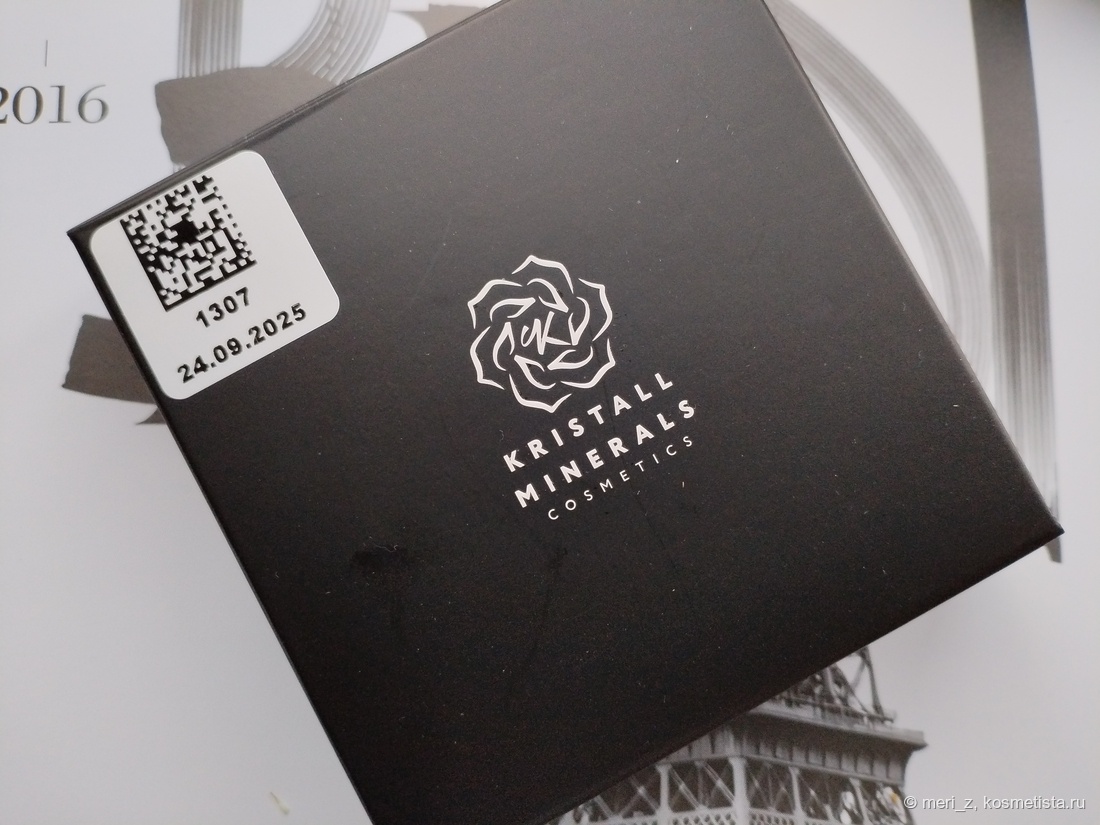 2016
1307
24.09.2025
KRISTALL
MINERALS
COSMETICS
© meri_z, kosmetista.ru